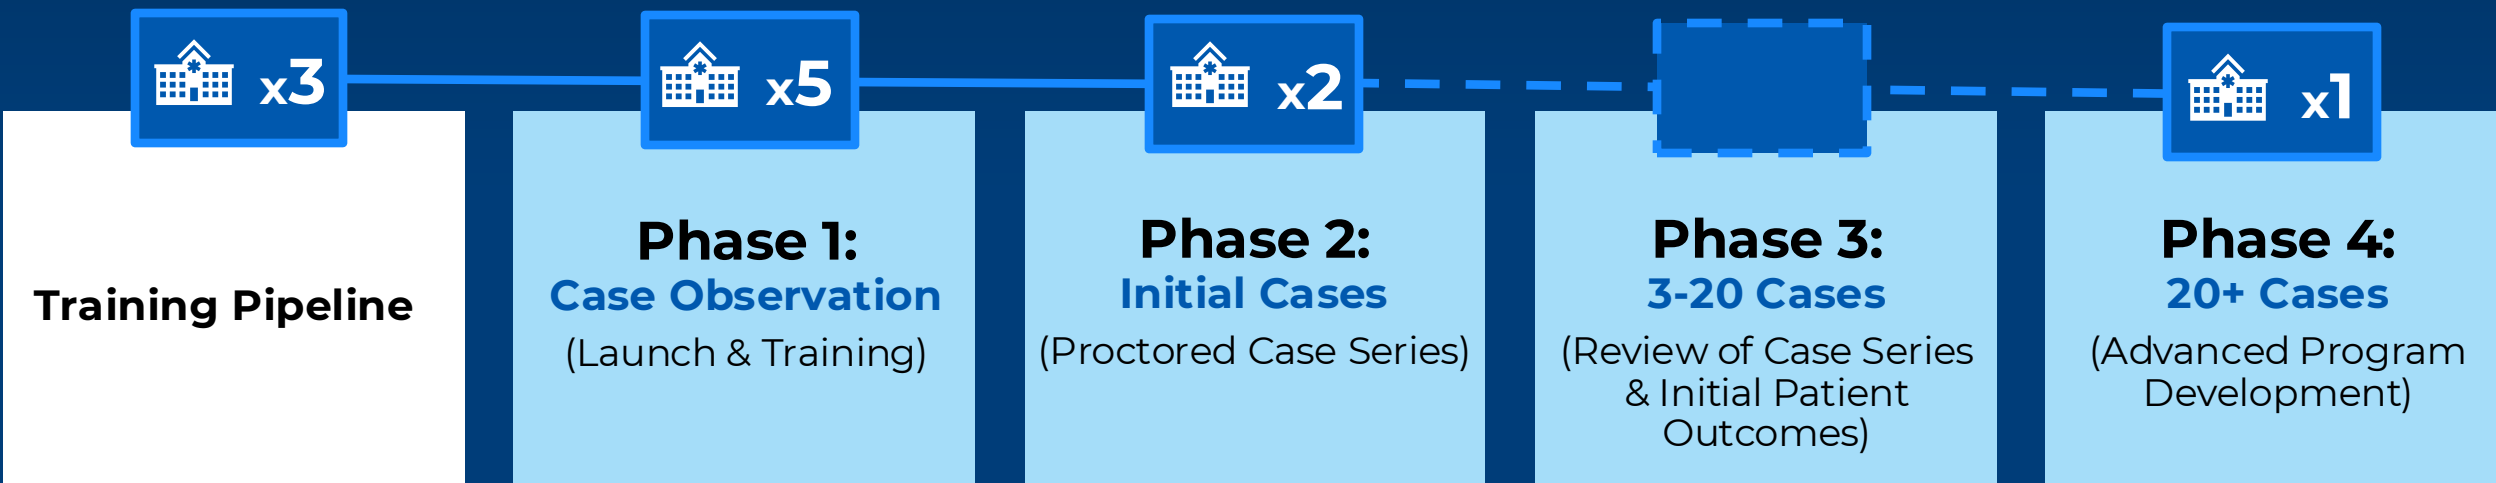 x3
x5
x2
x1
Training Pipeline
Phase 1:
Case Observation
(Launch & Training)
Phase 2:
Initial Cases
(Proctored Case Series)
Phase 3:
3-20 Cases
(Review of Case Series
& Initial Patient
Outcomes)
Phase 4:
20+ Cases
(Advanced Program
Development)